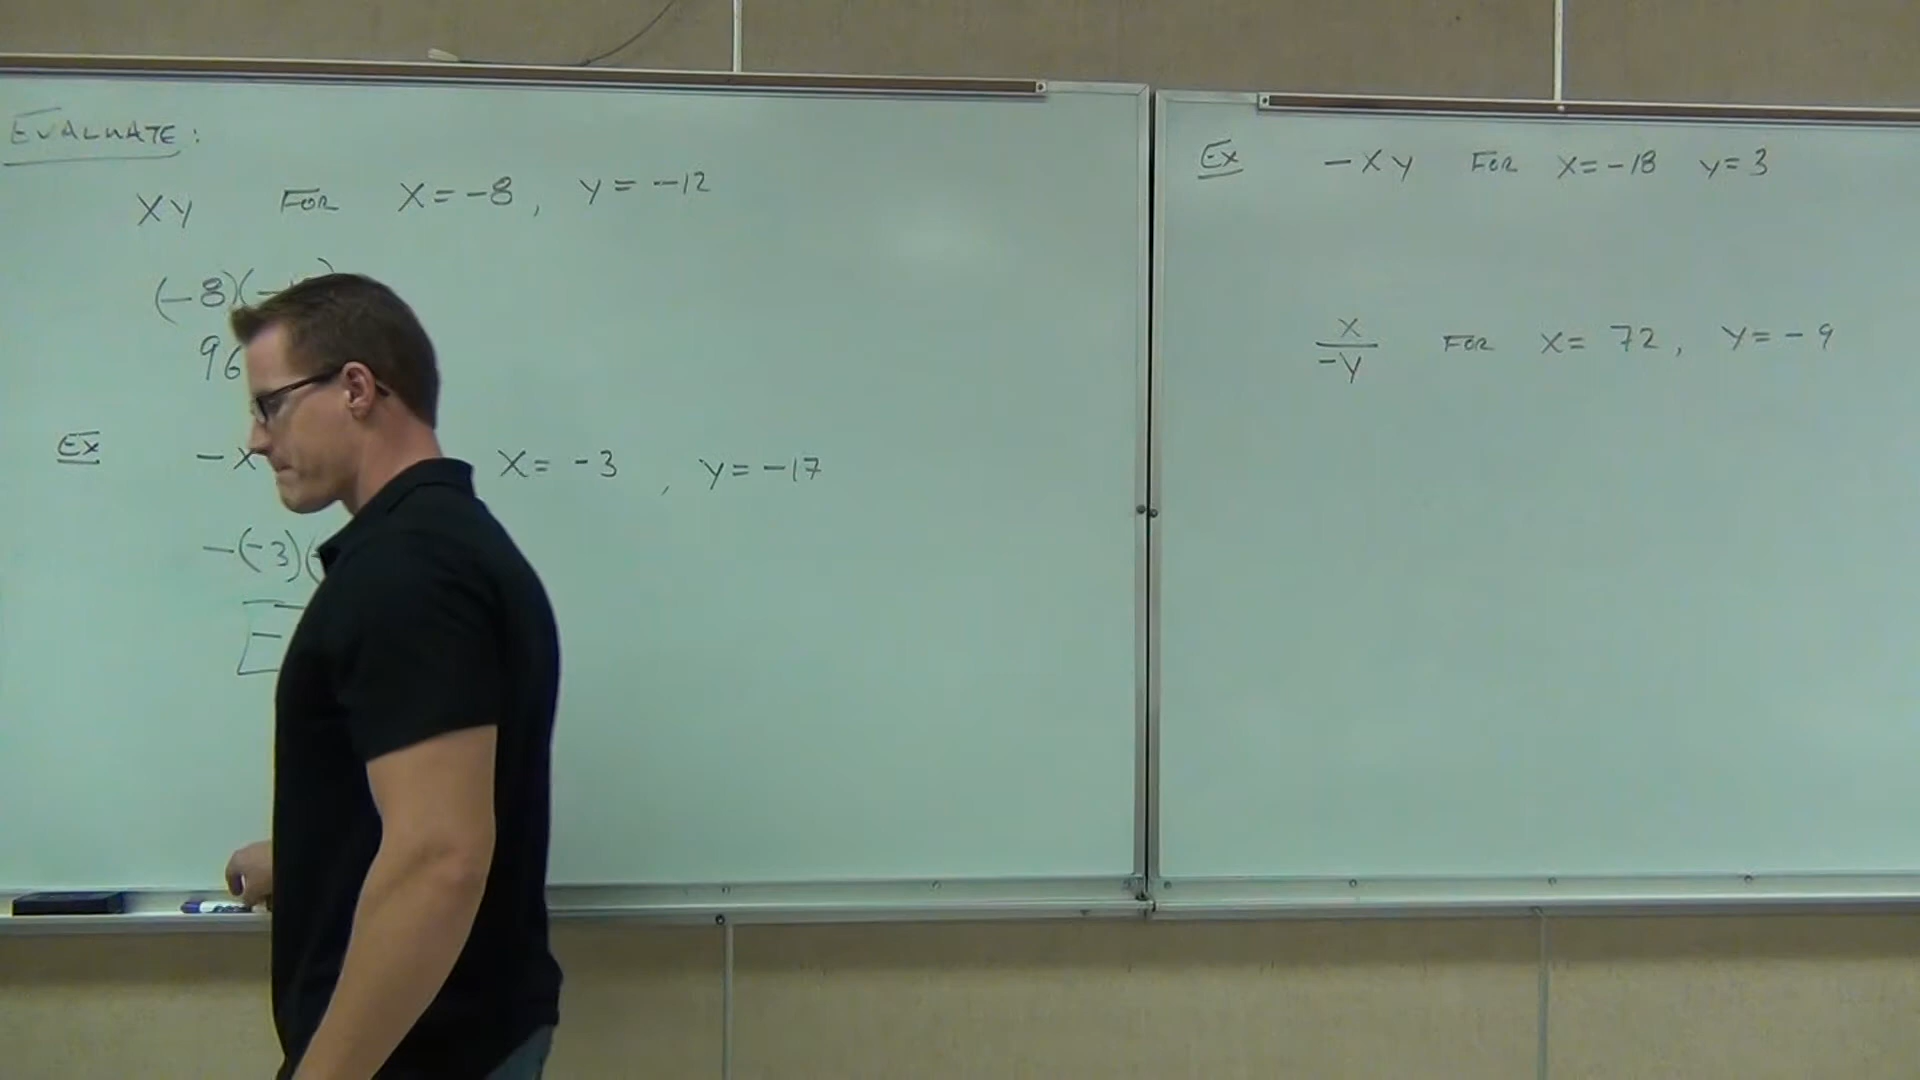 EVALUATE:
XY FOR X=-8, Y=-12
(-8)(-
96
Ex -X X=-3, Y=-17
-(-3)(
-
Ex -XY FOR X=-18 Y=3
X/-Y FOR X=72, Y=-9